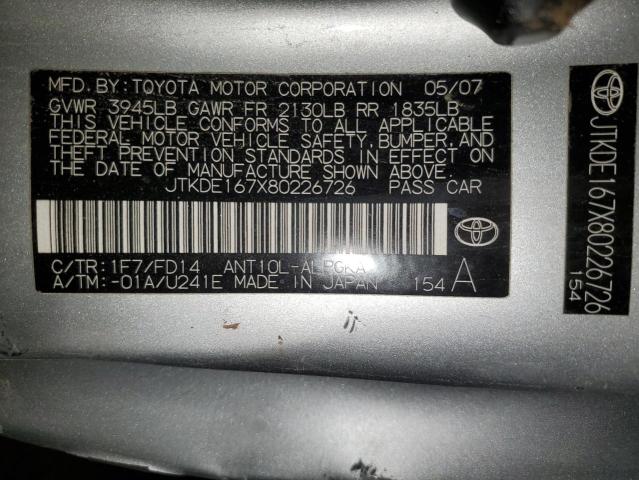 MFD. BY: TOYOTA MOTOR CORPORATION 05/07
GVWR 3945LB GAWR FR 2130LB RR 1835LB
THIS VEHICLE CONFORMS TO ALL APPLICABLE
FEDERAL MOTOR VEHICLE SAFETY, BUMPER, AND
THEFT PREVENTION STANDARDS IN EFFECT ON
THE DATE OF MANUFACTURE SHOWN ABOVE.
JTKDE167X80226726 PASS CAR
C/TR: 1F7/FD14 ANT10L-ALPGKA
A/TM: -01A/U241E MADE IN JAPAN 154 A
JTKDE167X80226726
154